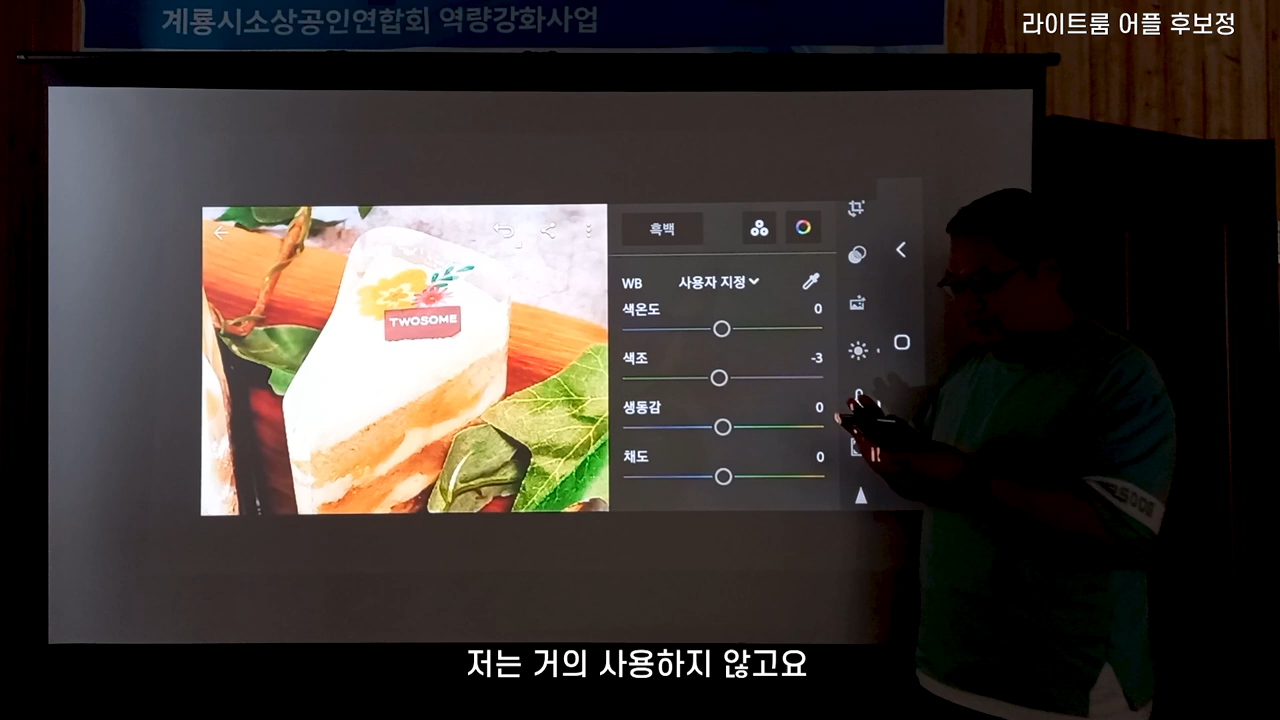 계룡시소상공인연합회 역량강화사업
라이트룸 어플 후보정
흑백
WB 사용자 지정
색온도 0
색조 -3
생동감 0
채도 0
TWOSOME
저는 거의 사용하지 않고요